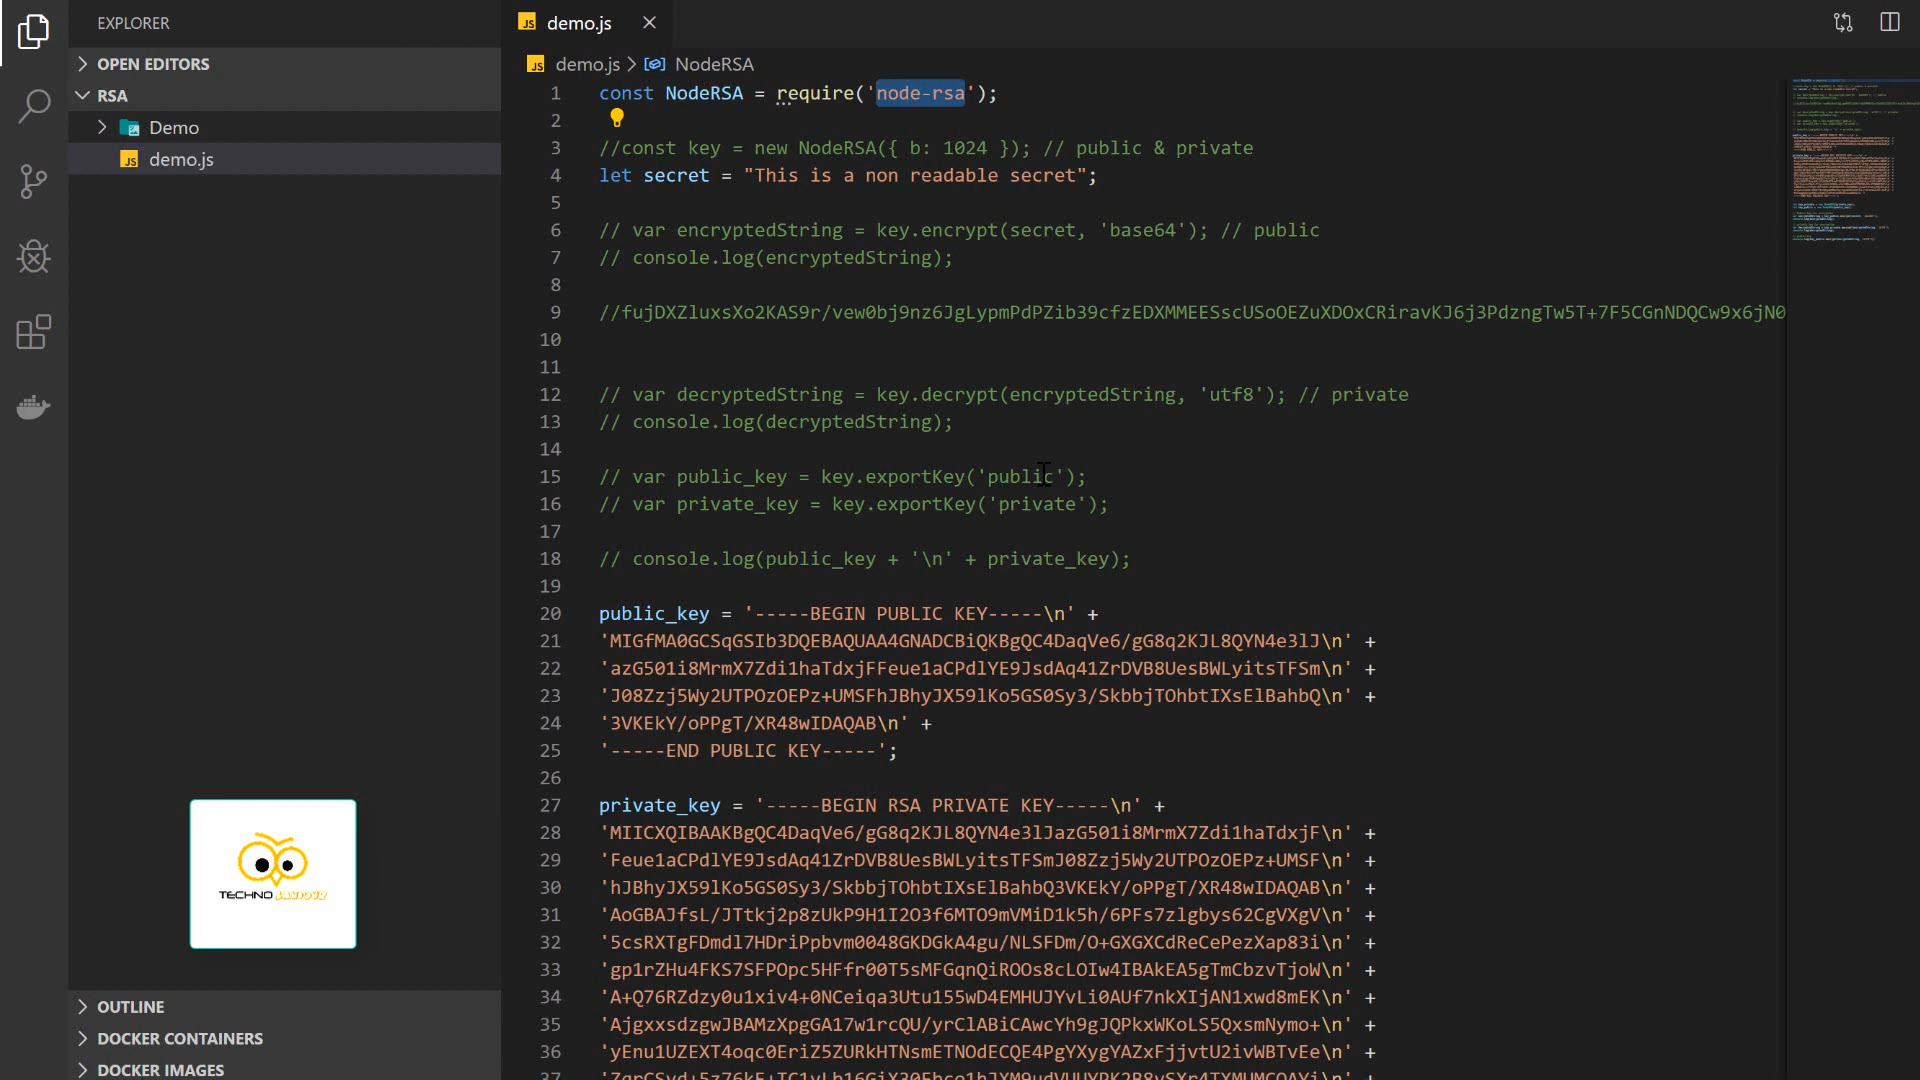 EXPLORER
OPEN EDITORS
RSA
Demo
demo.js
OUTLINE
DOCKER CONTAINERS
DOCKER IMAGES
TECHNO
JS demo.js
JS demo.js > NodeRSA
1 const NodeRSA = require('node-rsa');
2
3 //const key = new NodeRSA({ b: 1024 }); // public & private
4 let secret = "This is a non readable secret";
5
6 // var encryptedString = key.encrypt(secret, 'base64'); // public
7 // console.log(encryptedString);
8
9 //fujDXZluxsXo2KAS9r/vew0bj9nz6JgLypmPdPZib39cfzEDXMMEESscUSoOEZuXDOxCRiravKJ6j3PdzngTw5T+7F5CGnNDQCw9x6jN0
10
11
12 // var decryptedString = key.decrypt(encryptedString, 'utf8'); // private
13 // console.log(decryptedString);
14
15 // var public_key = key.exportKey('public');
16 // var private_key = key.exportKey('private');
17
18 // console.log(public_key + '\n' + private_key);
19
20 public_key = '-----BEGIN PUBLIC KEY-----\n' +
21 'MIGfMA0GCSqGSIb3DQEBAQUAA4GNADCBiQKBgQC4DaqVe6/gG8q2KJL8QYN4e3lJ\n' +
22 'azG501i8MrmX7Zdi1haTdxjFFeue1aCPdlYE9JsdAq41ZrDVB8UesBWLyitsTFSm\n' +
23 'J08Zzj5Wy2UTPOzOEPz+UMSFhJBhyJX59lKo5GS0Sy3/SkbbjTOhbtIXsElBahbQ\n' +
24 '3VKEkY/oPPgT/XR48wIDAQAB\n' +
25 '-----END PUBLIC KEY-----';
26
27 private_key = '-----BEGIN RSA PRIVATE KEY-----\n' +
28 'MIICXQIBAAKBgQC4DaqVe6/gG8q2KJL8QYN4e3lJazG501i8MrmX7Zdi1haTdxjF\n' +
29 'Feue1aCPdlYE9JsdAq41ZrDVB8UesBWLyitsTFSmJ08Zzj5Wy2UTPOzOEPz+UMSF\n' +
30 'hJBhyJX59lKo5GS0Sy3/SkbbjTOhbtIXsElBahbQ3VKEkY/oPPgT/XR48wIDAQAB\n' +
31 'AoGBAJfsL/JTtkj2p8zUkP9H1I2O3f6MTO9mVMiD1k5h/6PFs7zlgbys62CgVXgV\n' +
32 '5csRXTgFDmdl7HDriPpbvm0048GKDGkA4gu/NLSFDm/O+GXGXCdReCePezXap83i\n' +
33 'gp1rZHu4FKS7SFPOpc5HFfr00T5sMFGqnQiROOs8cLOIw4IBAkEA5gTmCbzvTjoW\n' +
34 'A+Q76RZdzy0u1xiv4+0NCeiqa3Utu155wD4EMHUJYvLi0AUf7nkXIjAN1xwd8mEK\n' +
35 'AjgxxsdzgwJBAMzXpgGA17w1rcQU/yrClABiCAwcYh9gJQPkxWKoLS5QxsmNymo+\n' +
36 'yEnu1UZEXT4oqc0EriZ5ZURkHTNsmETNOdECQE4PgYXygYAZxFjjvtU2ivWBTvEe\n' +
37